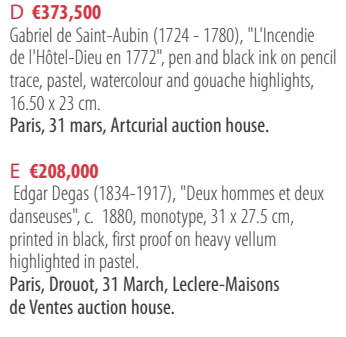 D €373,500
Gabriel de Saint-Aubin (1724 - 1780), "L'Incendie
de l'Hôtel-Dieu en 1772", pen and black ink on pencil
trace, pastel, watercolour and gouache highlights,
16.50 x 23 cm.
Paris, 31 mars, Artcurial auction house.
E €208,000
Edgar Degas (1834-1917), "Deux hommes et deux
danseuses", c. 1880, monotype, 31 x 27.5 cm,
printed in black, first proof on heavy vellum
highlighted in pastel.
Paris, Drouot, 31 March, Leclere-Maisons
de Ventes auction house.